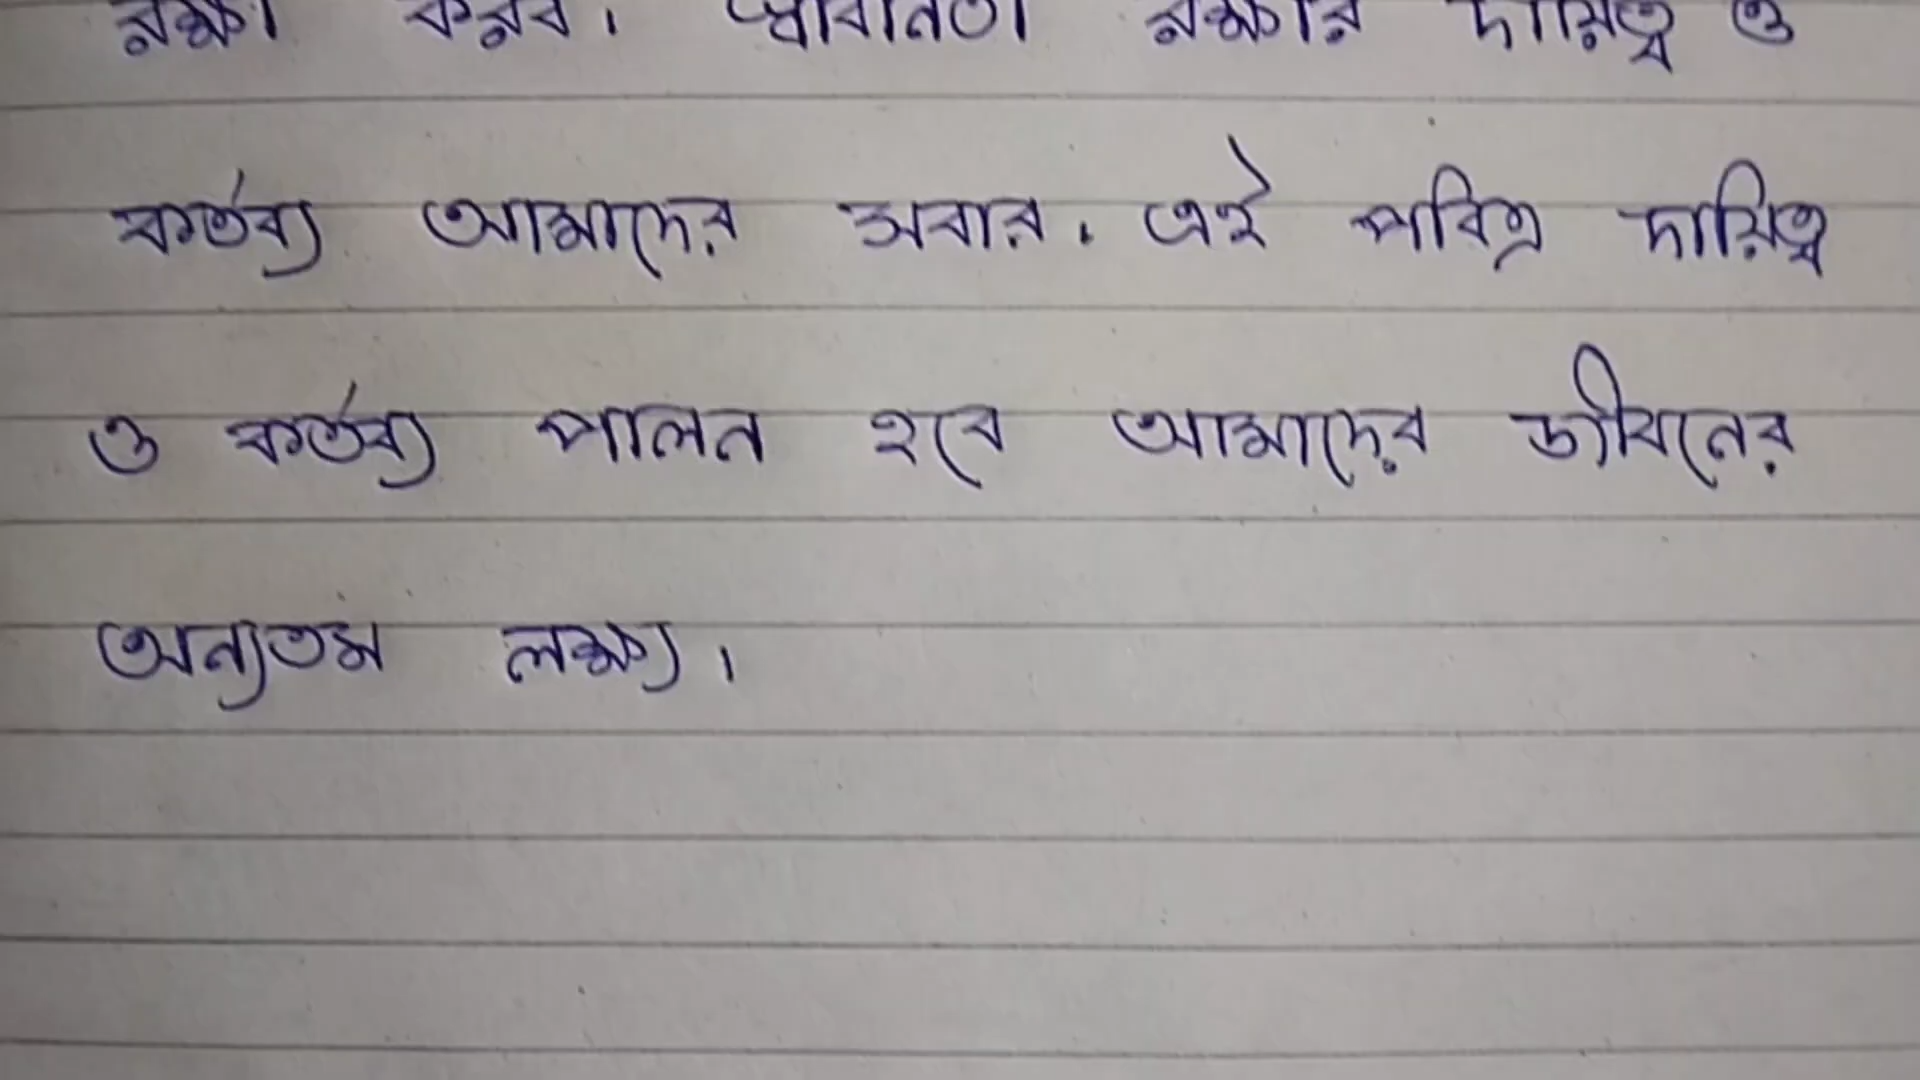 রক্ষা করব। স্বাধীনতা রক্ষার দায়িত্ব ও
কর্তব্য আমাদের সবার। এই পবিত্র দায়িত্ব
ও কর্তব্য পালন হবে আমাদের জীবনের
অন্যতম লক্ষ্য।